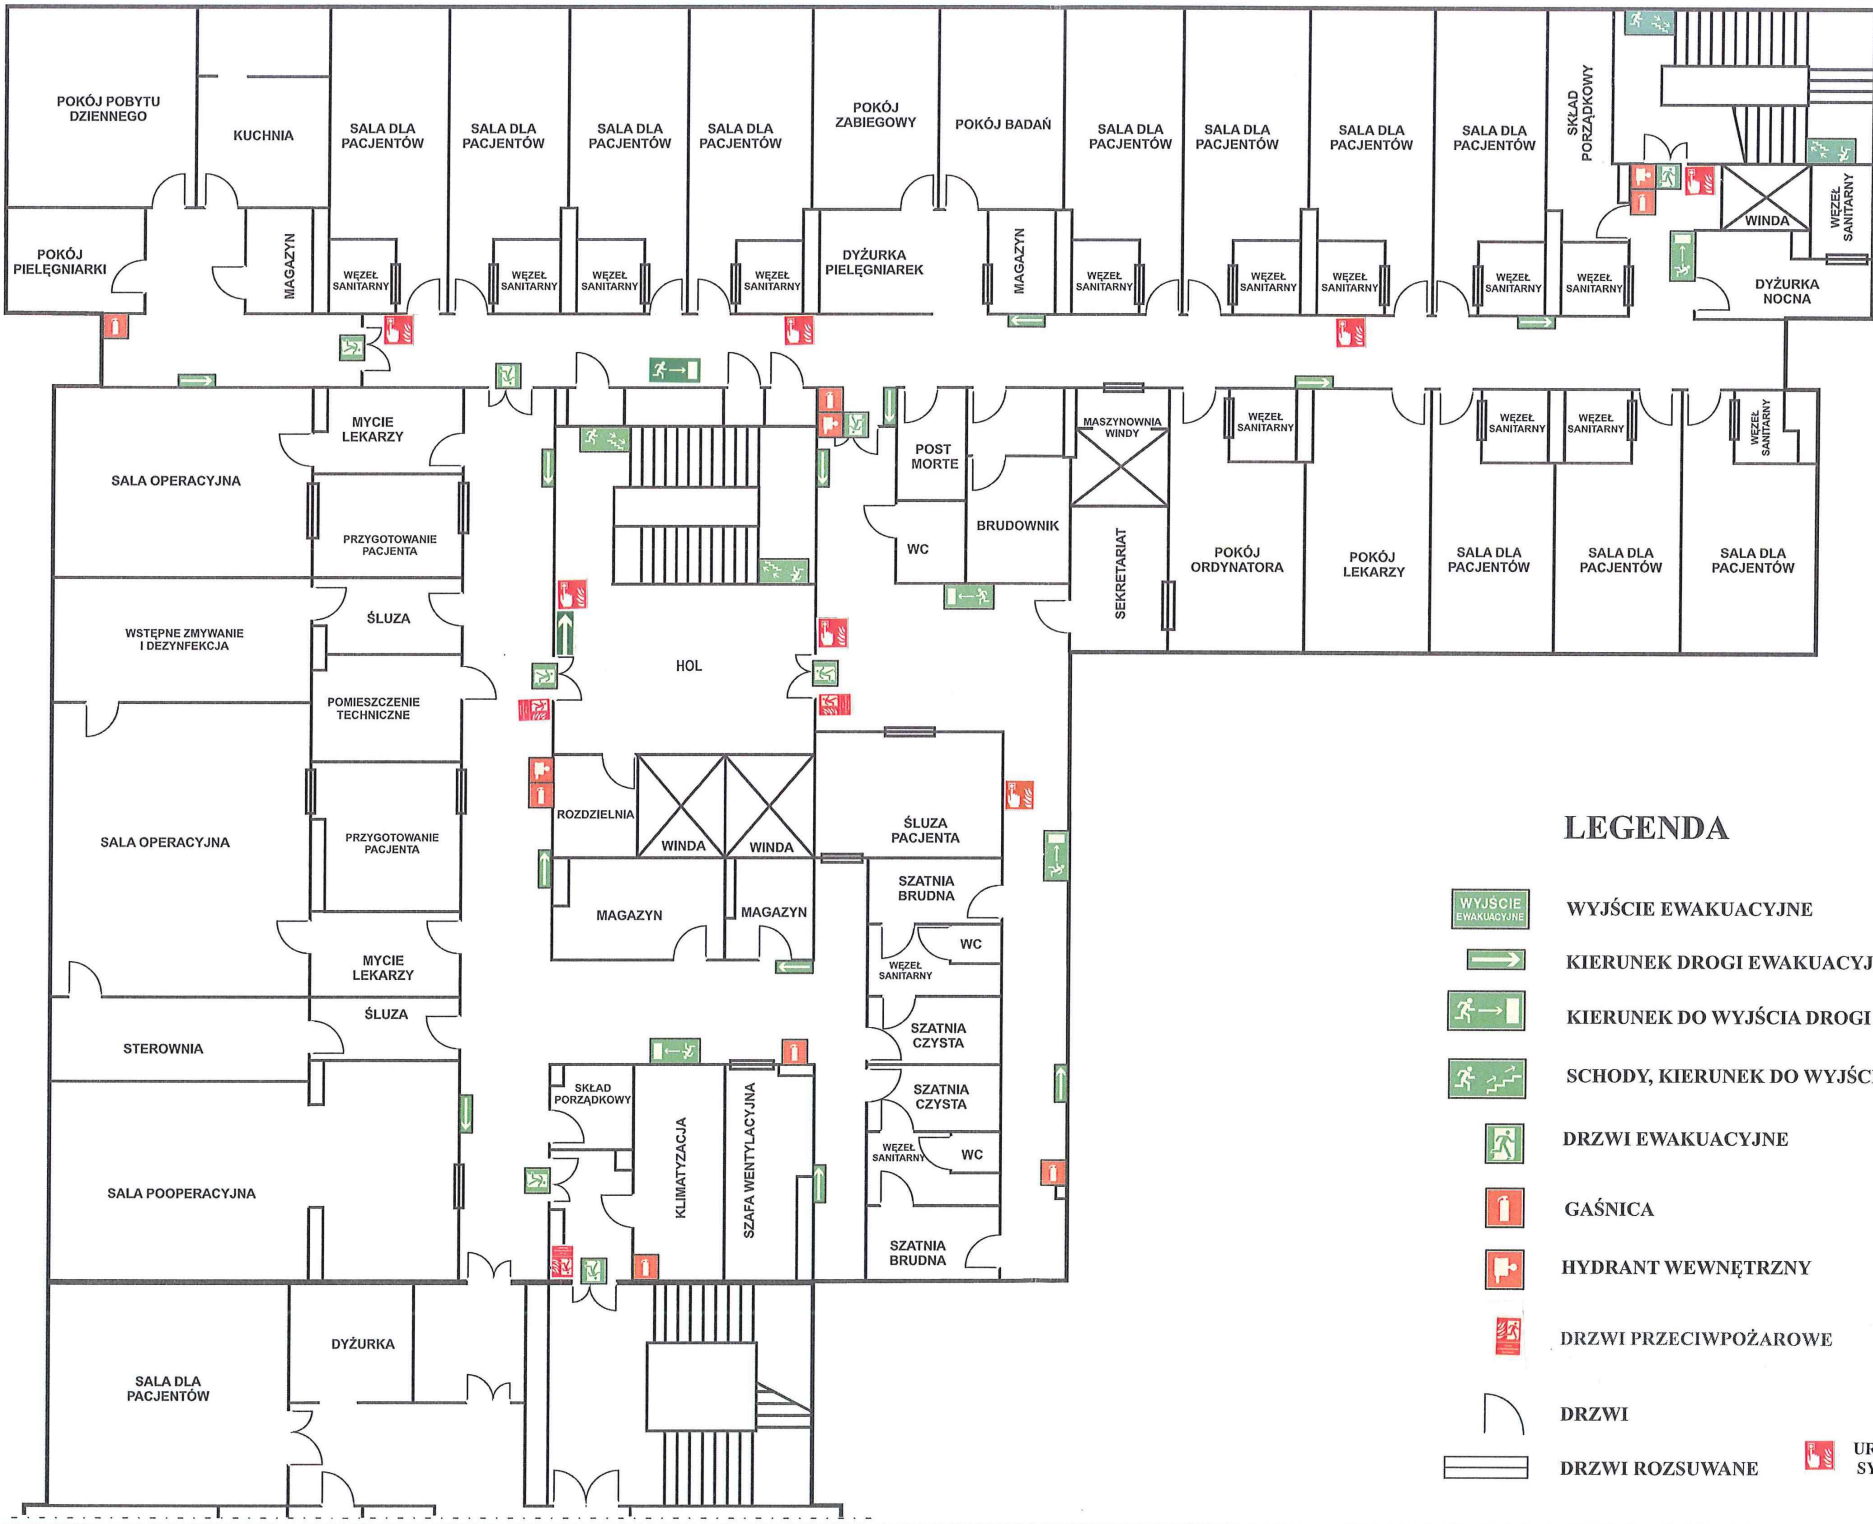 POKÓJ POBYTU
DZIENNEGO
KUCHNIA
SALA DLA
PACJENTÓW
SALA DLA
PACJENTÓW
SALA DLA
PACJENTÓW
SALA DLA
PACJENTÓW
POKÓJ
ZABIEGOWY
POKÓJ BADAŃ
SALA DLA
PACJENTÓW
SALA DLA
PACJENTÓW
SALA DLA
PACJENTÓW
SALA DLA
PACJENTÓW
SKŁAD
PORZĄDKOWY
WINDA
WĘZEŁ
SANITARNY
POKÓJ
PIELĘGNIARKI
MAGAZYN
WĘZEŁ
SANITARNY
WĘZEŁ
SANITARNY
WĘZEŁ
SANITARNY
WĘZEŁ
SANITARNY
DYŻURKA
PIELĘGNIAREK
MAGAZYN
WĘZEŁ
SANITARNY
WĘZEŁ
SANITARNY
WĘZEŁ
SANITARNY
WĘZEŁ
SANITARNY
WĘZEŁ
SANITARNY
DYŻURKA
NOCNA
SALA OPERACYJNA
MYCIE
LEKARZY
PRZYGOTOWANIE
PACJENTA
POST
MORTE
WC
BRUDOWNIK
MASZYNOWNIA
WINDY
SEKRETARIAT
WĘZEŁ
SANITARNY
POKÓJ
ORDYNATORA
POKÓJ
LEKARZY
WĘZEŁ
SANITARNY
SALA DLA
PACJENTÓW
WĘZEŁ
SANITARNY
SALA DLA
PACJENTÓW
WĘZEŁ
SANITARNY
SALA DLA
PACJENTÓW
WSTĘPNE ZMYWANIE
I DEZYNFEKCJA
ŚLUZA
HOL
POMIESZCZENIE
TECHNICZNE
SALA OPERACYJNA
PRZYGOTOWANIE
PACJENTA
ROZDZIELNIA
WINDA
WINDA
ŚLUZA
PACJENTA
MAGAZYN
MAGAZYN
SZATNIA
BRUDNA
WC
WĘZEŁ
SANITARNY
MYCIE
LEKARZY
ŚLUZA
STEROWNIA
SZATNIA
CZYSTA
SKŁAD
PORZĄDKOWY
KLIMATYZACJA
SZAFA WENTYLACYJNA
SZATNIA
CZYSTA
WĘZEŁ
SANITARNY
WC
SALA POOPERACYJNA
SZATNIA
BRUDNA
DYŻURKA
SALA DLA
PACJENTÓW
LEGENDA
WYJŚCIE
EWAKUACYJNE
WYJŚCIE EWAKUACYJNE
KIERUNEK DROGI EWAKUACYJ
KIERUNEK DO WYJŚCIA DROGI
SCHODY, KIERUNEK DO WYJŚC
DRZWI EWAKUACYJNE
GAŚNICA
HYDRANT WEWNĘTRZNY
DRZWI PRZECIWPOŻAROWE
DRZWI
DRZWI ROZSUWANE
UR
SY